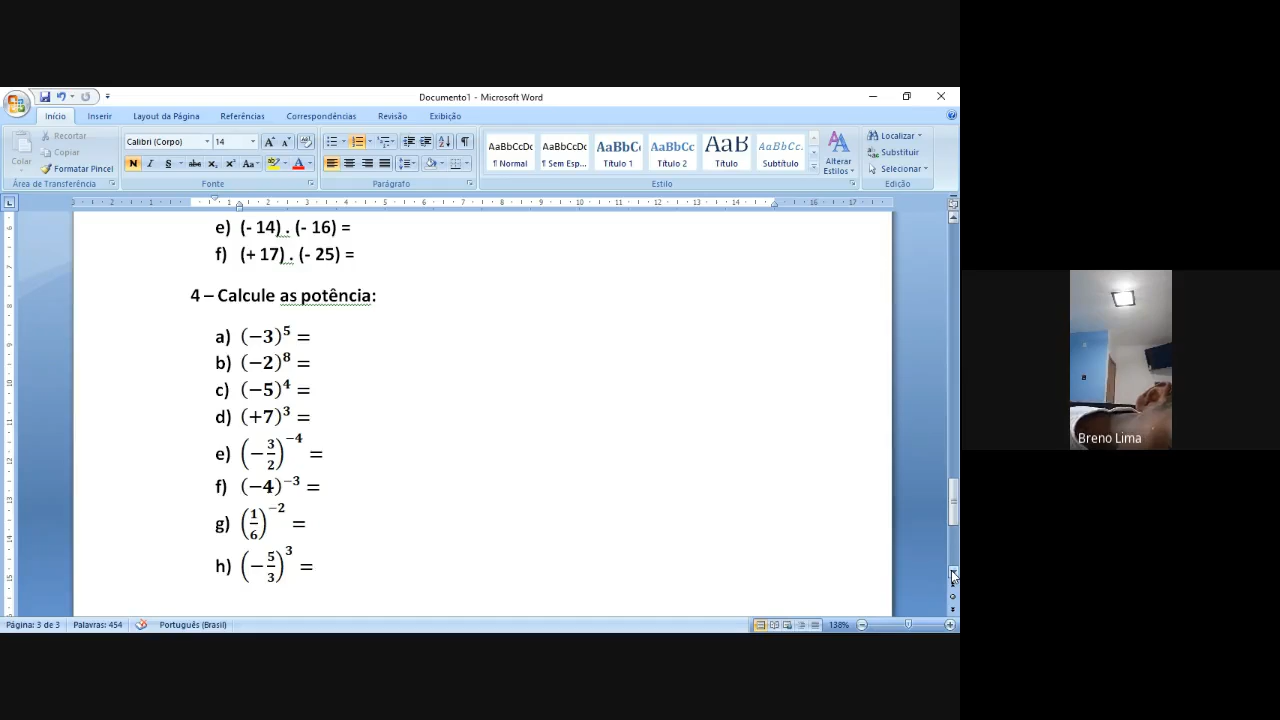 Documento1 - Microsoft Word
Início Inserir Layout da Página Referências Correspondências Revisão Exibição
Colar
Recortar
Copiar
Formatar Pincel
Área de Transferência
Calibri (Corpo) 14
N I S abc X₂ X² Aa A
Fonte
Parágrafo
AaBbCcDc AaBbCcDc AaBbC AaBbCc AaB AaBbCc.
¶ Normal ¶ Sem Esp... Título 1 Título 2 Título Subtítulo
Alterar Estilos
Estilo
Localizar
Substituir
Selecionar
Edição
e) (- 14) . (- 16) =
f) (+ 17) . (- 25) =
4 – Calcule as potência:
a) (−3)⁵ =
b) (−2)⁸ =
c) (−5)⁴ =
d) (+7)³ =
e) (−3/2)⁻⁴ =
f) (−4)⁻³ =
g) (1/6)⁻² =
h) (−5/3)³ =
Breno Lima
Página: 3 de 3 Palavras: 454 Português (Brasil) 138%